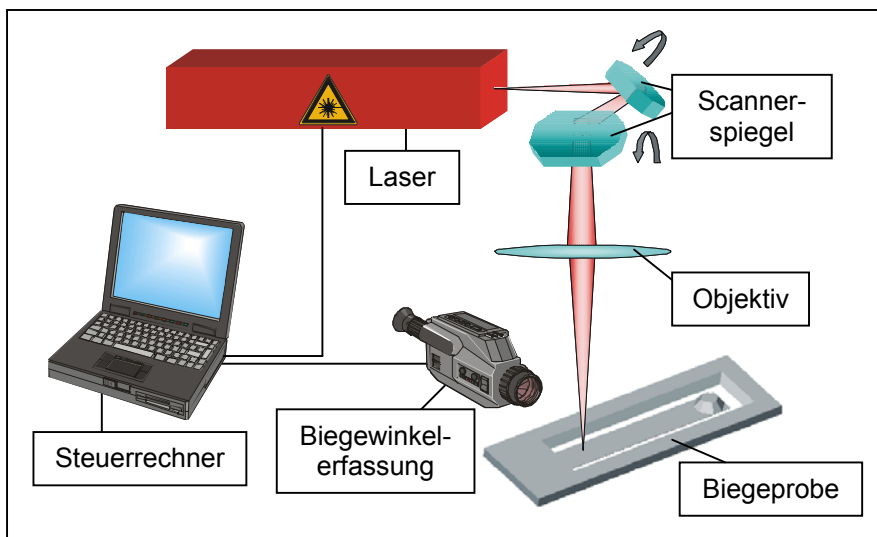 Scanner-
spiegel
Laser
Objektiv
Steuerrechner
Biegewinkel-
erfassung
Biegeprobe